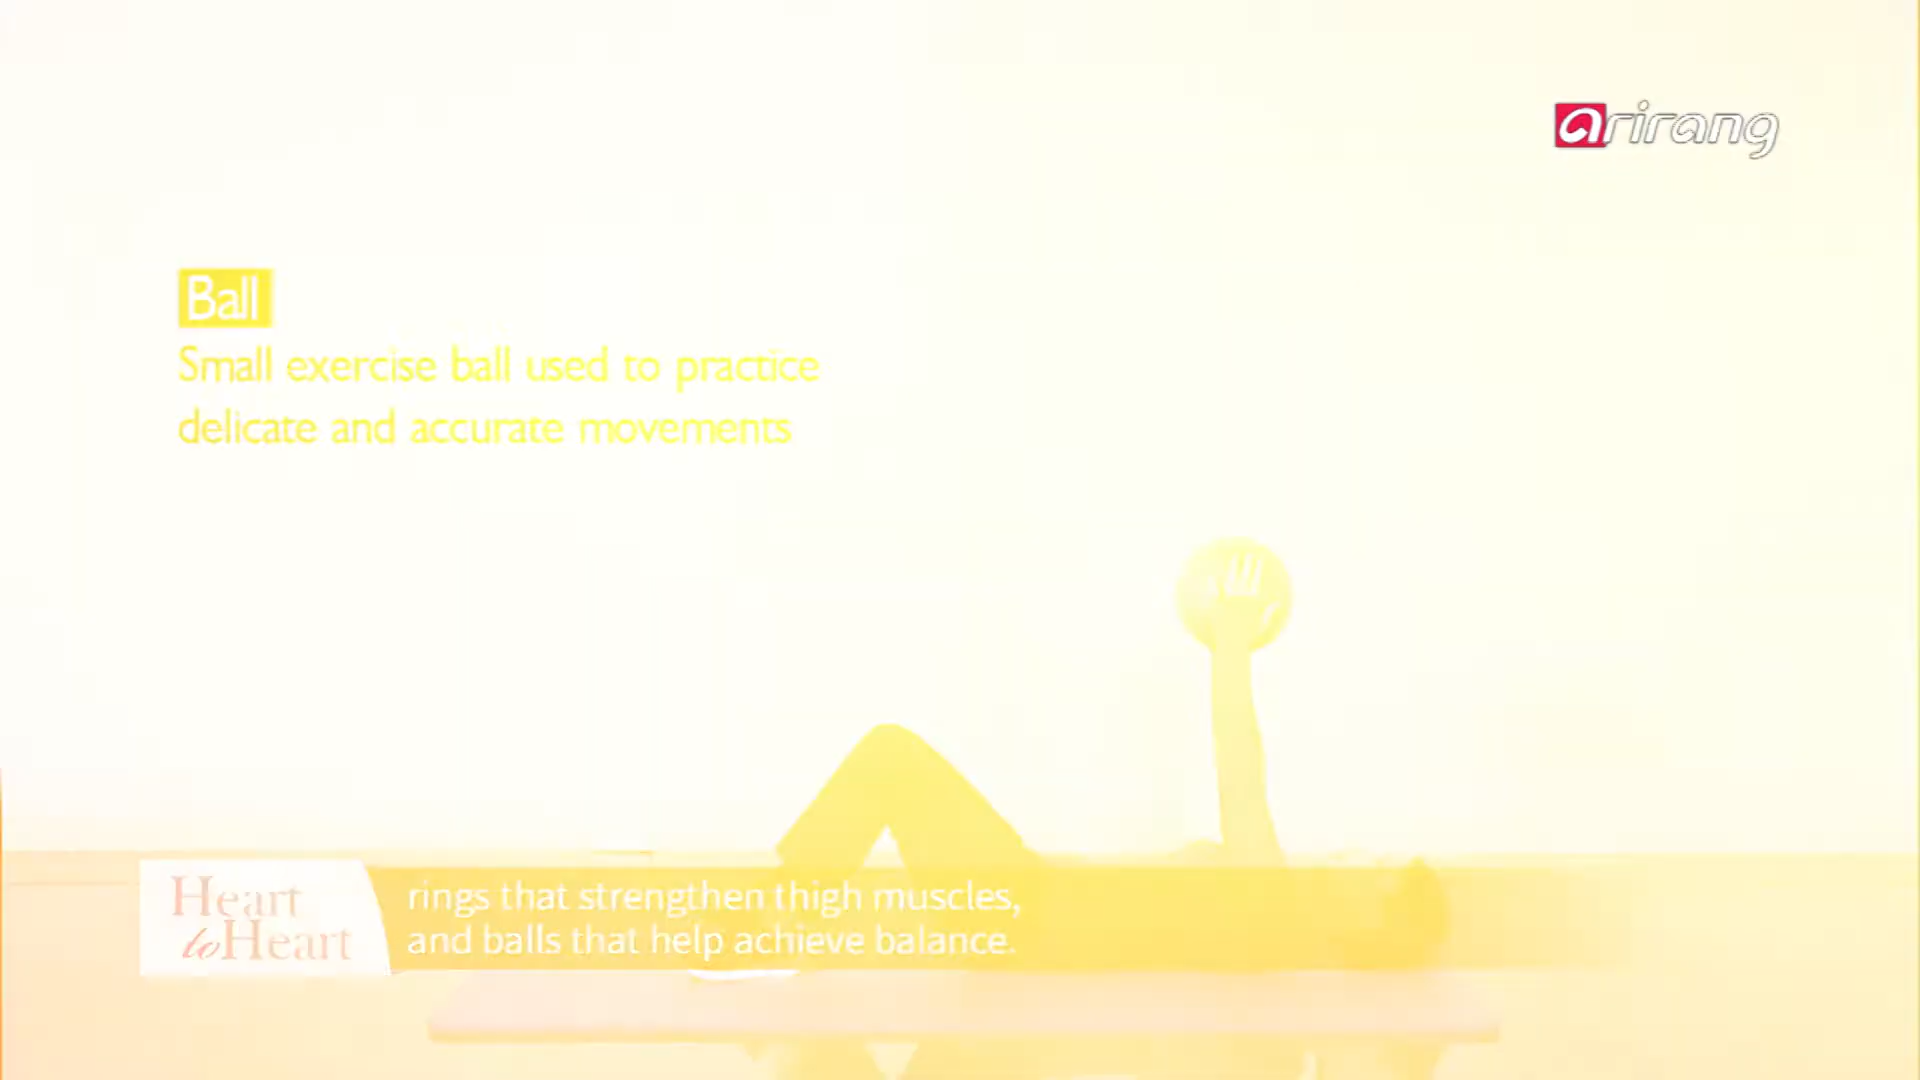 arirang
Ball
Small exercise ball used to practice
delicate and accurate movements
Heart
to Heart
rings that strengthen thigh muscles,
and balls that help achieve balance.